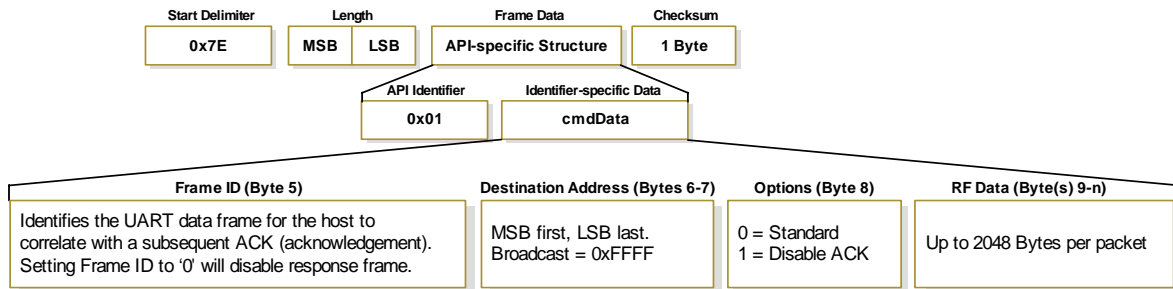 Start Delimiter
Length
Frame Data
Checksum
0x7E
MSB
LSB
API-specific Structure
1 Byte
API Identifier
Identifier-specific Data
0x01
cmdData
Frame ID (Byte 5)
Identifies the UART data frame for the host to
correlate with a subsequent ACK (acknowledgement).
Setting Frame ID to ‘0' will disable response frame.
Destination Address (Bytes 6-7)
MSB first, LSB last.
Broadcast = 0xFFFF
Options (Byte 8)
0 = Standard
1 = Disable ACK
RF Data (Byte(s) 9-n)
Up to 2048 Bytes per packet